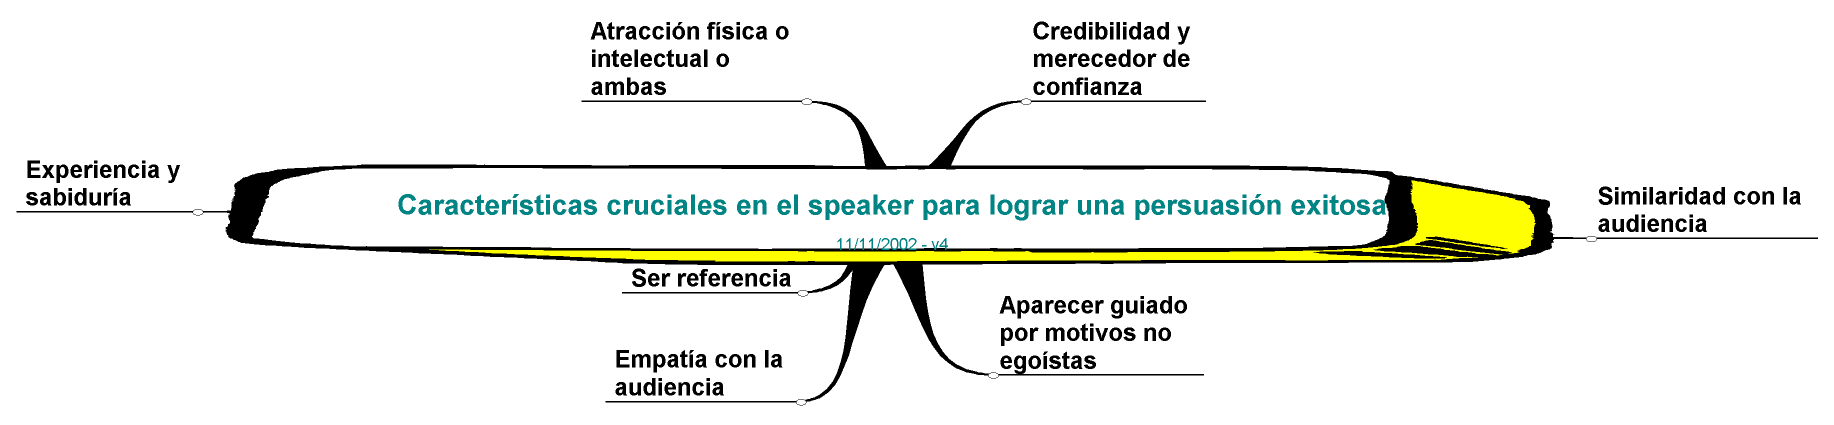 Atracción física o
intelectual o
ambas
Credibilidad y
merecedor de
confianza
Experiencia y
sabiduría
Características cruciales en el speaker para lograr una persuasión exitosa
11/11/2002 - v4
Similaridad con la
audiencia
Ser referencia
Aparecer guiado
por motivos no
egoístas
Empatía con la
audiencia